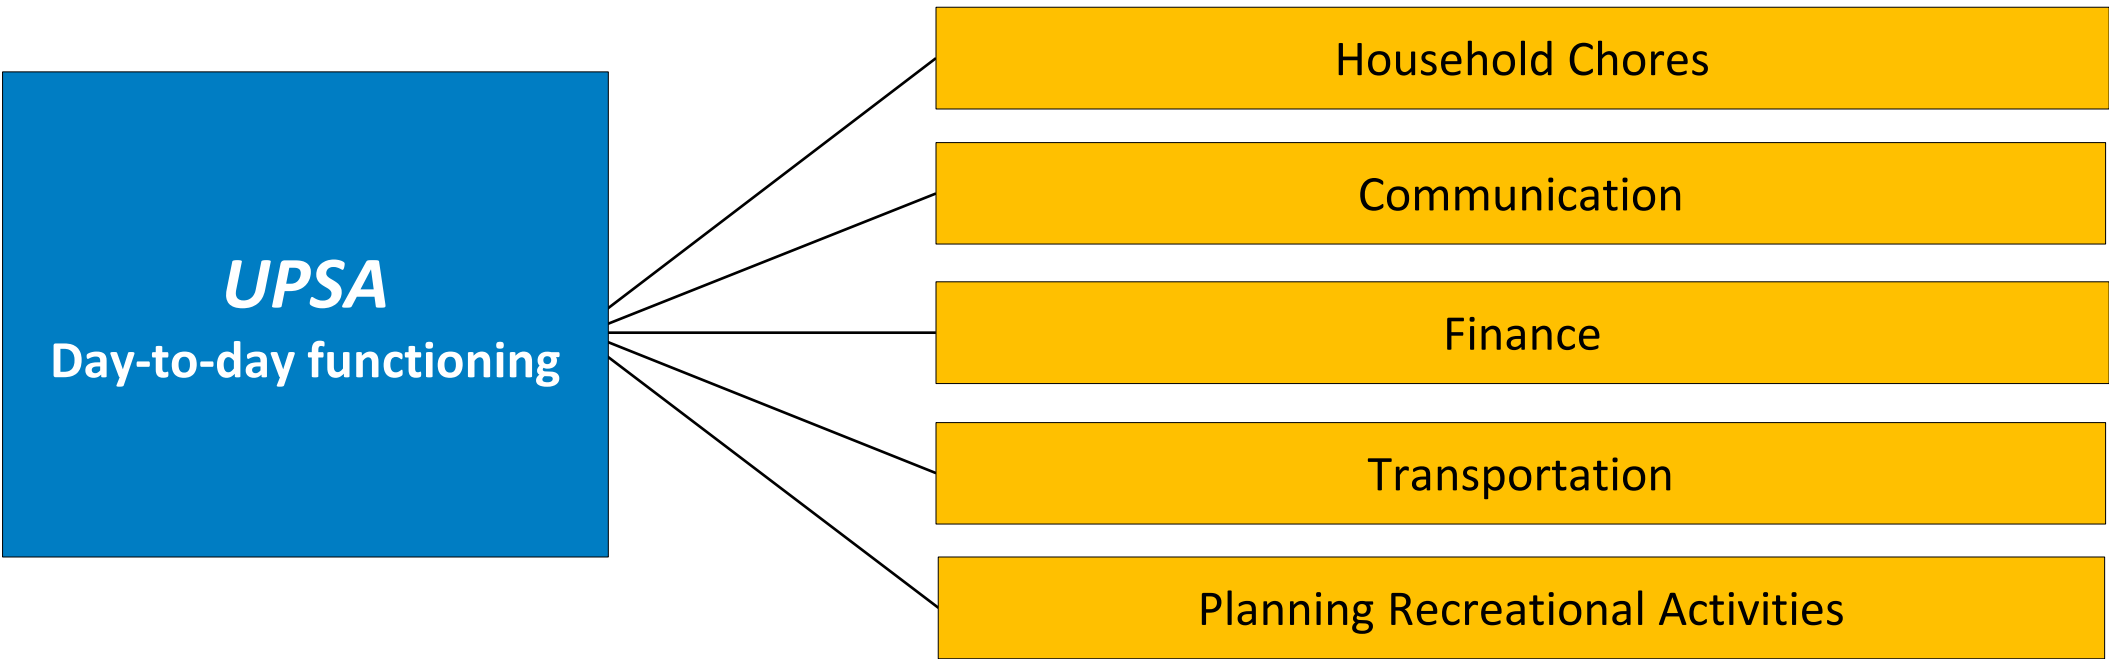 UPSA
Day-to-day functioning
Household Chores
Communication
Finance
Transportation
Planning Recreational Activities